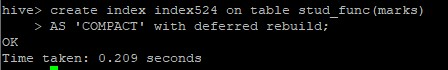 hive> create index index524 on table stud_func(marks)
    > AS 'COMPACT' with deferred rebuild;
OK
Time taken: 0.209 seconds